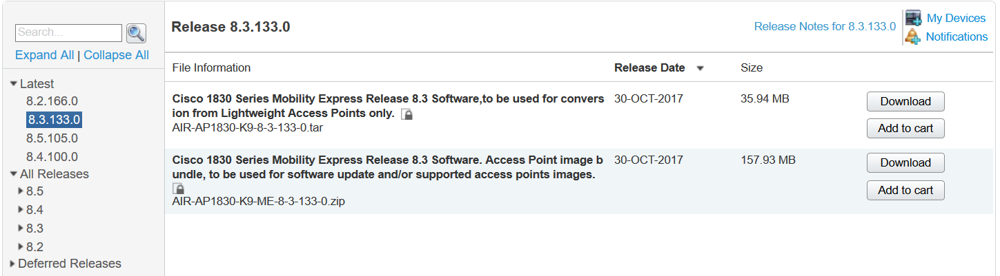 Search...
Expand All | Collapse All
Latest
8.2.166.0
8.3.133.0
8.5.105.0
8.4.100.0
All Releases
8.5
8.4
8.3
8.2
Deferred Releases
Release 8.3.133.0
Release Notes for 8.3.133.0
My Devices
Notifications
File Information Release Date Size
Cisco 1830 Series Mobility Express Release 8.3 Software,to be used for convers 30-OCT-2017 35.94 MB Download
ion from Lightweight Access Points only.
AIR-AP1830-K9-8-3-133-0.tar Add to cart
Cisco 1830 Series Mobility Express Release 8.3 Software. Access Point image b 30-OCT-2017 157.93 MB Download
undle, to be used for software update and/or supported access points images.
Add to cart
AIR-AP1830-K9-ME-8-3-133-0.zip